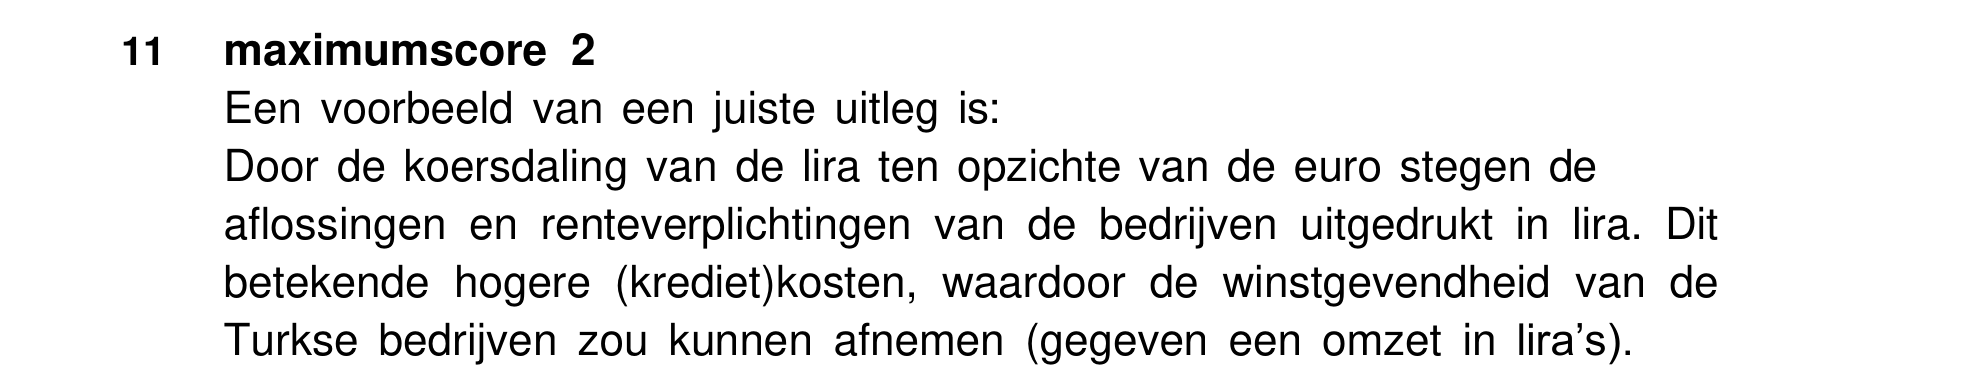 11 maximumscore 2
Een voorbeeld van een juiste uitleg is:
Door de koersdaling van de lira ten opzichte van de euro stegen de
aflossingen en renteverplichtingen van de bedrijven uitgedrukt in lira. Dit
betekende hogere (krediet)kosten, waardoor de winstgevendheid van de
Turkse bedrijven zou kunnen afnemen (gegeven een omzet in lira’s).